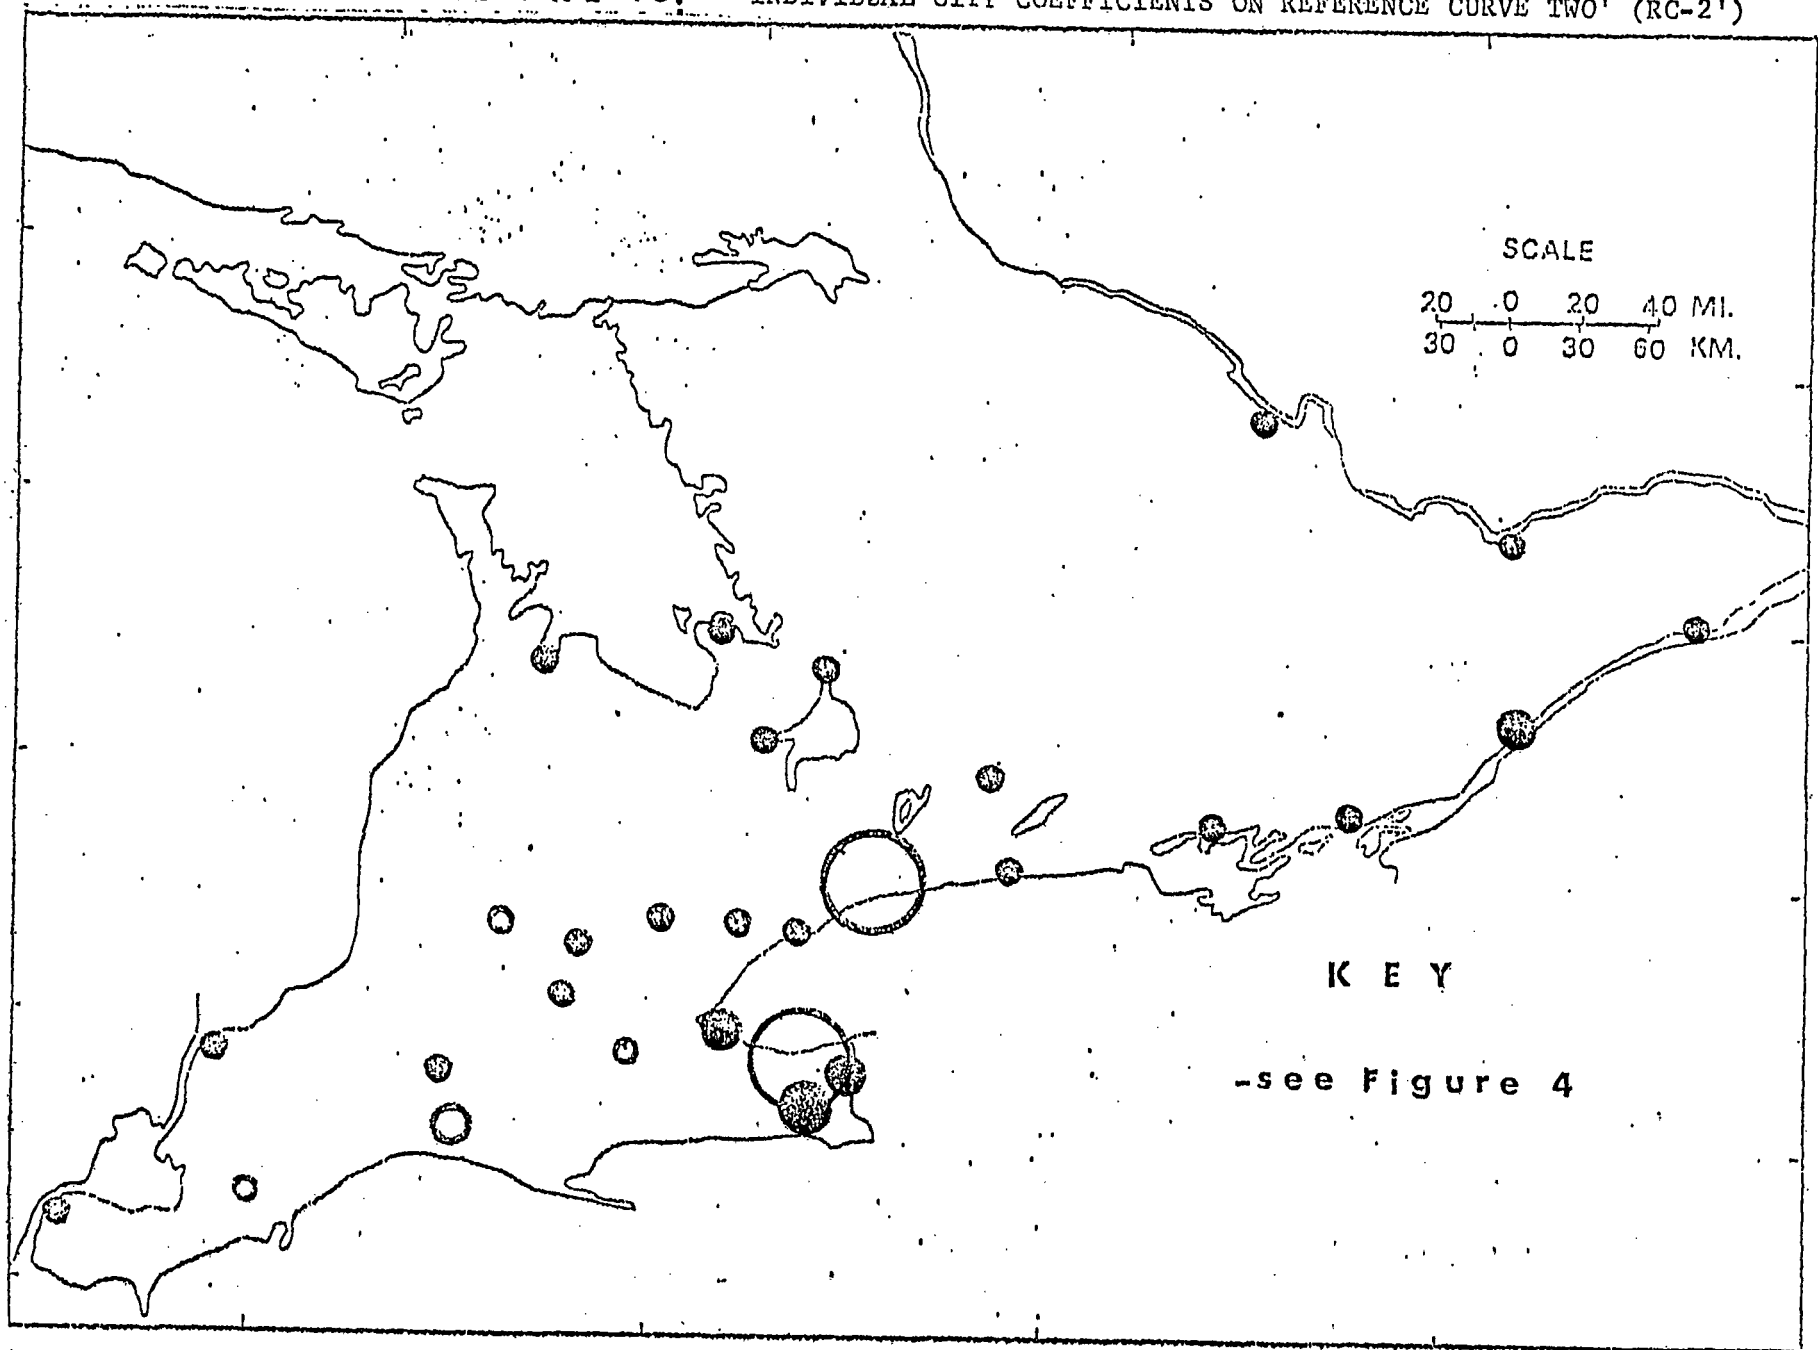 INDIVIDUAL CITY COEFFICIENTS ON REFERENCE CURVE TWO' (RC-2')
SCALE
20 0 20 40 MI.
30 0 30 60 KM.
K E Y
-see Figure 4